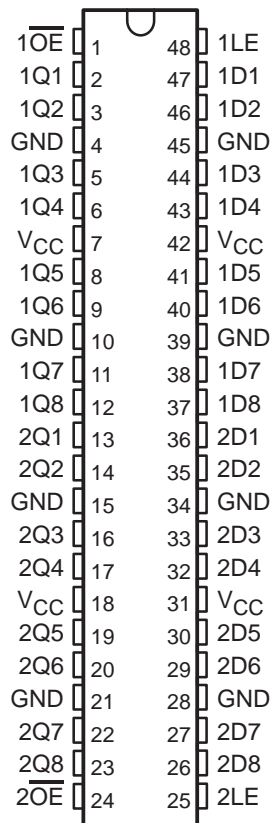 1O̅E̅ 1 48 1LE
1Q1 2 47 1D1
1Q2 3 46 1D2
GND 4 45 GND
1Q3 5 44 1D3
1Q4 6 43 1D4
VCC 7 42 VCC
1Q5 8 41 1D5
1Q6 9 40 1D6
GND 10 39 GND
1Q7 11 38 1D7
1Q8 12 37 1D8
2Q1 13 36 2D1
2Q2 14 35 2D2
GND 15 34 GND
2Q3 16 33 2D3
2Q4 17 32 2D4
VCC 18 31 VCC
2Q5 19 30 2D5
2Q6 20 29 2D6
GND 21 28 GND
2Q7 22 27 2D7
2Q8 23 26 2D8
2O̅E̅ 24 25 2LE